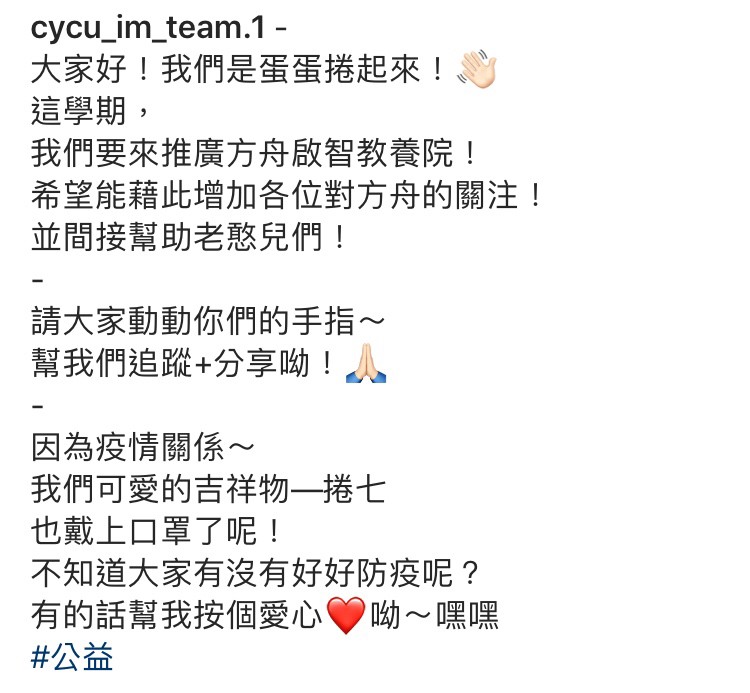 cycu_im_team.1 -
大家好！我們是蛋蛋捲起來！👋🏻
這學期，
我們要來推廣方舟啟智教養院！
希望能藉此增加各位對方舟的關注！
並間接幫助老憨兒們！
-
請大家動動你們的手指～
幫我們追蹤+分享呦！🙏🏻
-
因為疫情關係～
我們可愛的吉祥物—捲七
也戴上口罩了呢！
不知道大家有沒有好好防疫呢？
有的話幫我按個愛心❤️呦～嘿嘿
#公益